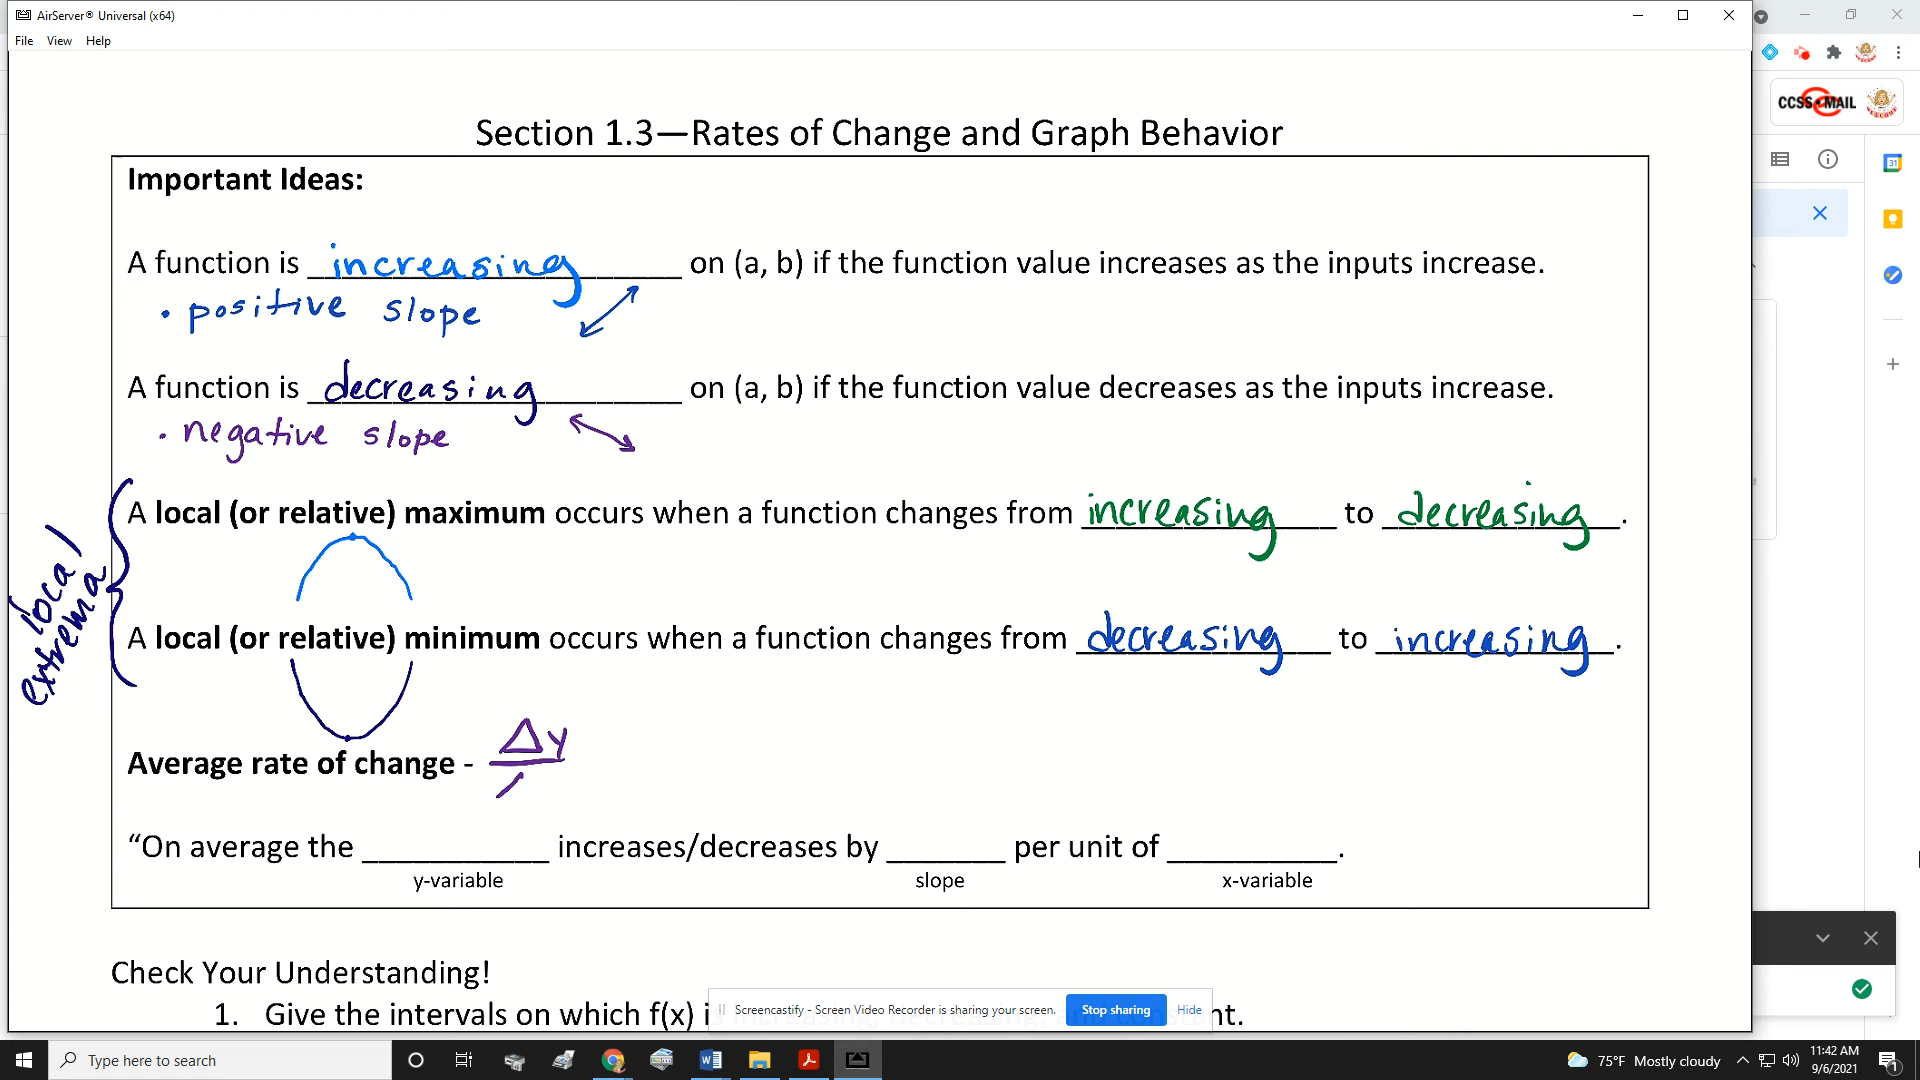 AirServer® Universal (x64)
File View Help
CCSS MAIL
Section 1.3—Rates of Change and Graph Behavior
Important Ideas:
A function is increasing on (a, b) if the function value increases as the inputs increase.
• positive slope
A function is decreasing on (a, b) if the function value decreases as the inputs increase.
• negative slope
A local (or relative) maximum occurs when a function changes from increasing to decreasing.
local
extrema
A local (or relative) minimum occurs when a function changes from decreasing to increasing.
Average rate of change - Δy
“On average the ___________ increases/decreases by _______ per unit of __________.
y-variable slope x-variable
Check Your Understanding!
1. Give the intervals on which f(x) i
nt.
Screencastify - Screen Video Recorder is sharing your screen. Stop sharing Hide
Type here to search
75°F Mostly cloudy
11:42 AM
9/6/2021